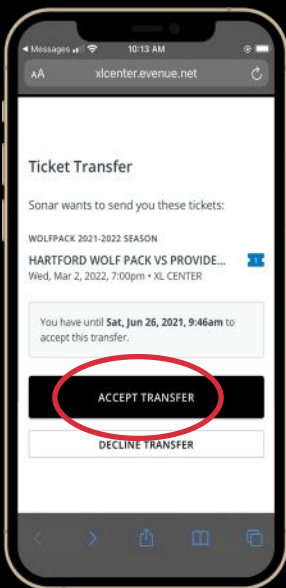 Messages 10:13 AM
AA xlcenter.evenue.net
Ticket Transfer
Sonar wants to send you these tickets:
WOLFPACK 2021-2022 SEASON
HARTFORD WOLF PACK VS PROVIDE... 1
Wed, Mar 2, 2022, 7:00pm • XL CENTER
You have until Sat, Jun 26, 2021, 9:46am to
accept this transfer.
ACCEPT TRANSFER
DECLINE TRANSFER